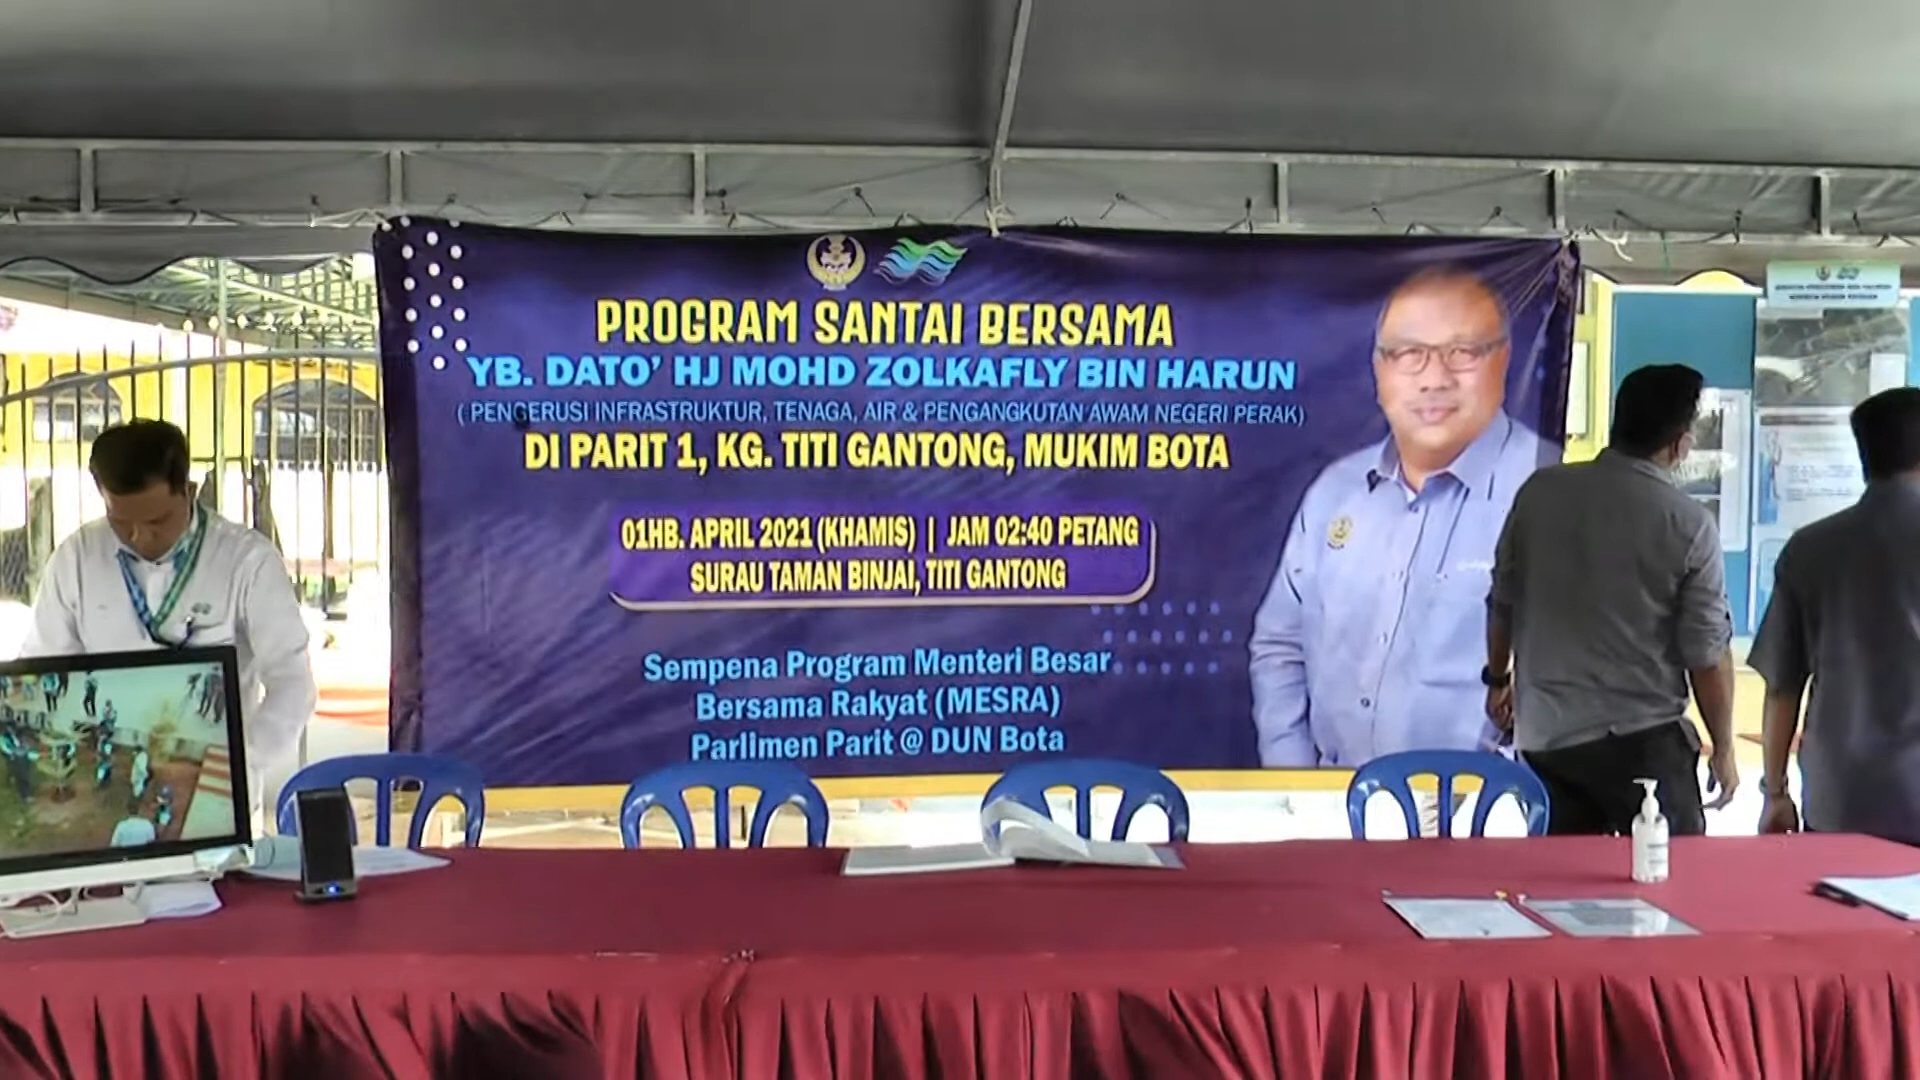 PROGRAM SANTAI BERSAMA
YB. DATO' HJ MOHD ZOLKAFLY BIN HARUN
( PENGERUSI INFRASTRUKTUR, TENAGA, AIR & PENGANGKUTAN AWAM NEGERI PERAK)
DI PARIT 1, KG. TITI GANTONG, MUKIM BOTA
01HB. APRIL 2021 (KHAMIS) | JAM 02:40 PETANG
SURAU TAMAN BINJAI, TITI GANTONG
Sempena Program Menteri Besar
Bersama Rakyat (MESRA)
Parlimen Parit @ DUN Bota